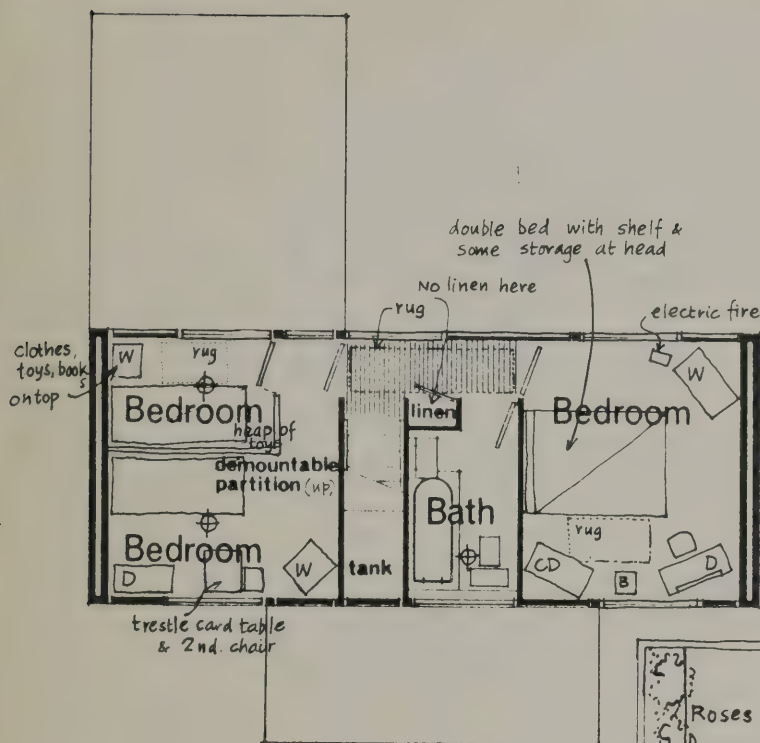 double bed with shelf &
some storage at head
No linen here
rug
electric fire
clothes,
toys, books
on top
W
rug
W
Bedroom
linen
Bedroom
heap of
toys
demountable
partition (up)
Bath
rug
Bedroom
D
W
tank
CD
B
D
trestle card table
& 2nd. chair
Roses